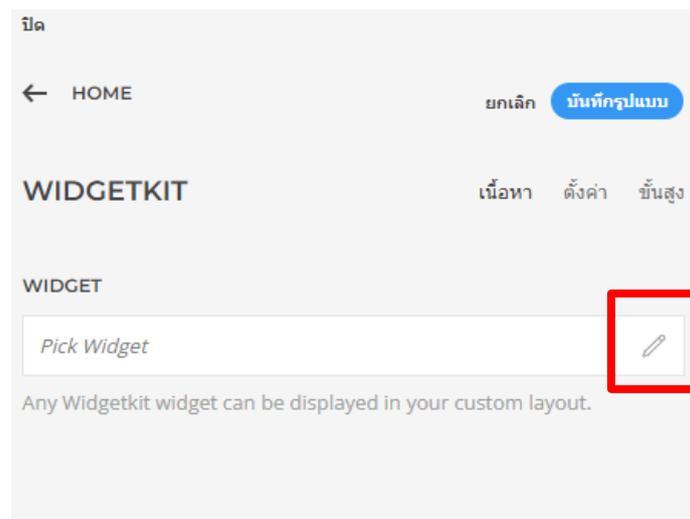 ปิด
HOME
ยกเลิก บันทึกรูปแบบ
WIDGETKIT
เนื้อหา ตั้งค่า ขั้นสูง
WIDGET
Pick Widget
Any Widgetkit widget can be displayed in your custom layout.